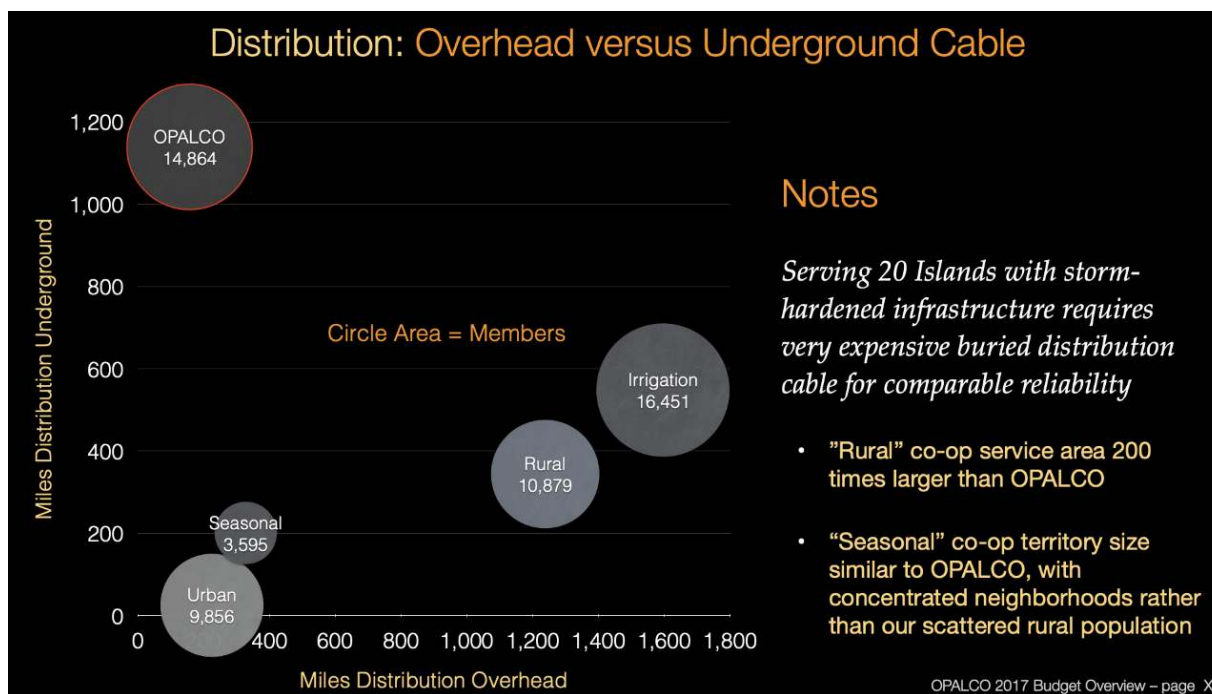 Distribution: Overhead versus Underground Cable
Miles Distribution Underground
1,200
1,000
800
600
400
200
0
OPALCO
14,864
Circle Area = Members
Irrigation
16,451
Rural
10,879
Seasonal
3,595
Urban
9,856
0
400
600
800
1,000
1,200
1,400
1,600
1,800
Miles Distribution Overhead
Notes
Serving 20 Islands with storm-
hardened infrastructure requires
very expensive buried distribution
cable for comparable reliability
• ”Rural” co-op service area 200
times larger than OPALCO
• “Seasonal” co-op territory size
similar to OPALCO, with
concentrated neighborhoods rather
than our scattered rural population
OPALCO 2017 Budget Overview – page X